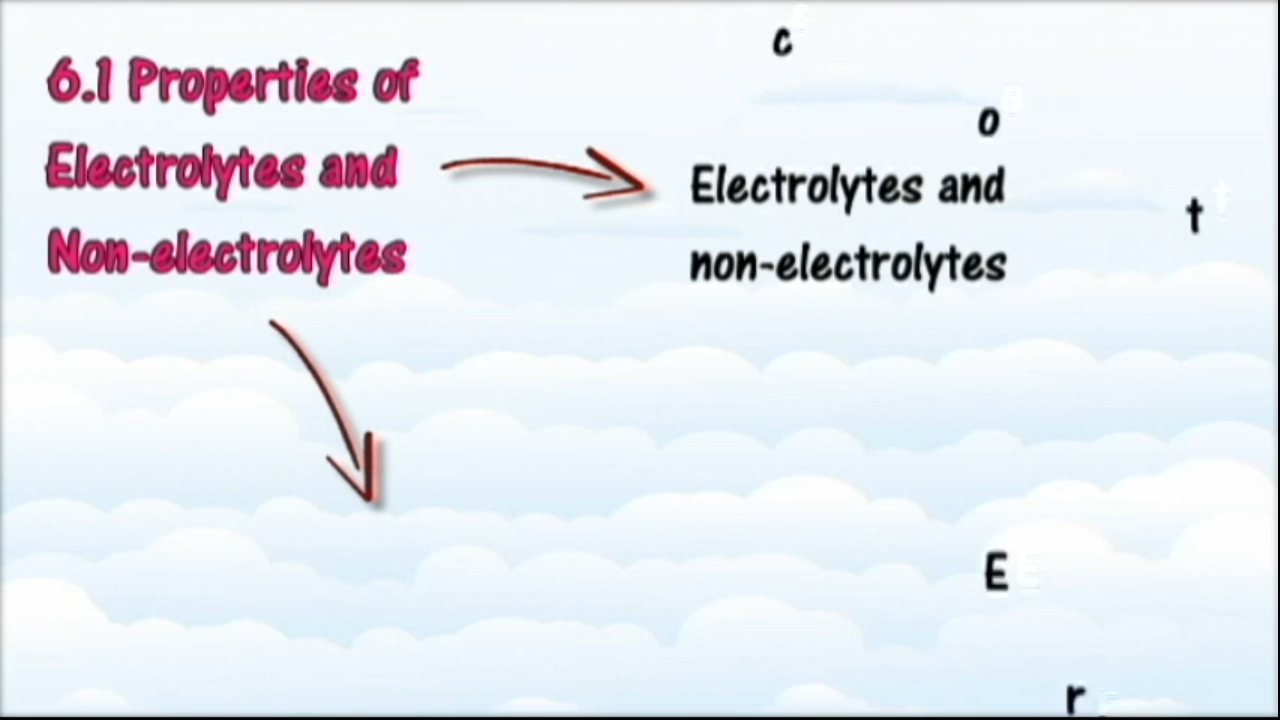 6.1 Properties of
Electrolytes and
Non-electrolytes
Electrolytes and
non-electrolytes
c
o
t
E
r